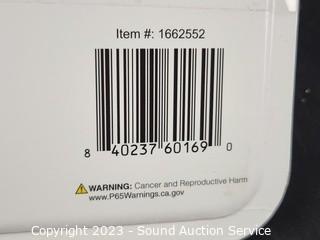 Item #: 1662552
8 40237 60169 0
WARNING: Cancer and Reproductive Harm
www.P65Warnings.ca.gov
Copyright © 2023 - Sound Auction Service